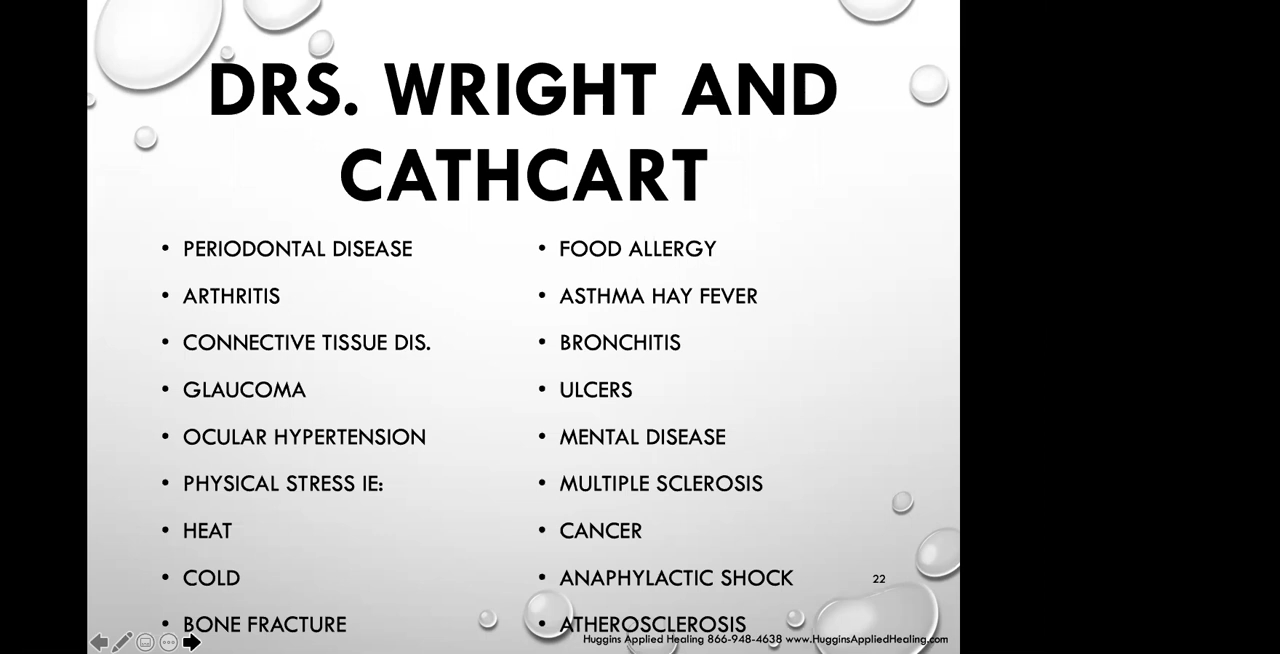 DRS. WRIGHT AND
CATHCART
• PERIODONTAL DISEASE
• ARTHRITIS
• CONNECTIVE TISSUE DIS.
• GLAUCOMA
• OCULAR HYPERTENSION
• PHYSICAL STRESS IE:
• HEAT
• COLD
• BONE FRACTURE
• FOOD ALLERGY
• ASTHMA HAY FEVER
• BRONCHITIS
• ULCERS
• MENTAL DISEASE
• MULTIPLE SCLEROSIS
• CANCER
• ANAPHYLACTIC SHOCK
• ATHEROSCLEROSIS
22
Huggins Applied Healing 866-948-4638 www.HugginsAppliedHealing.com